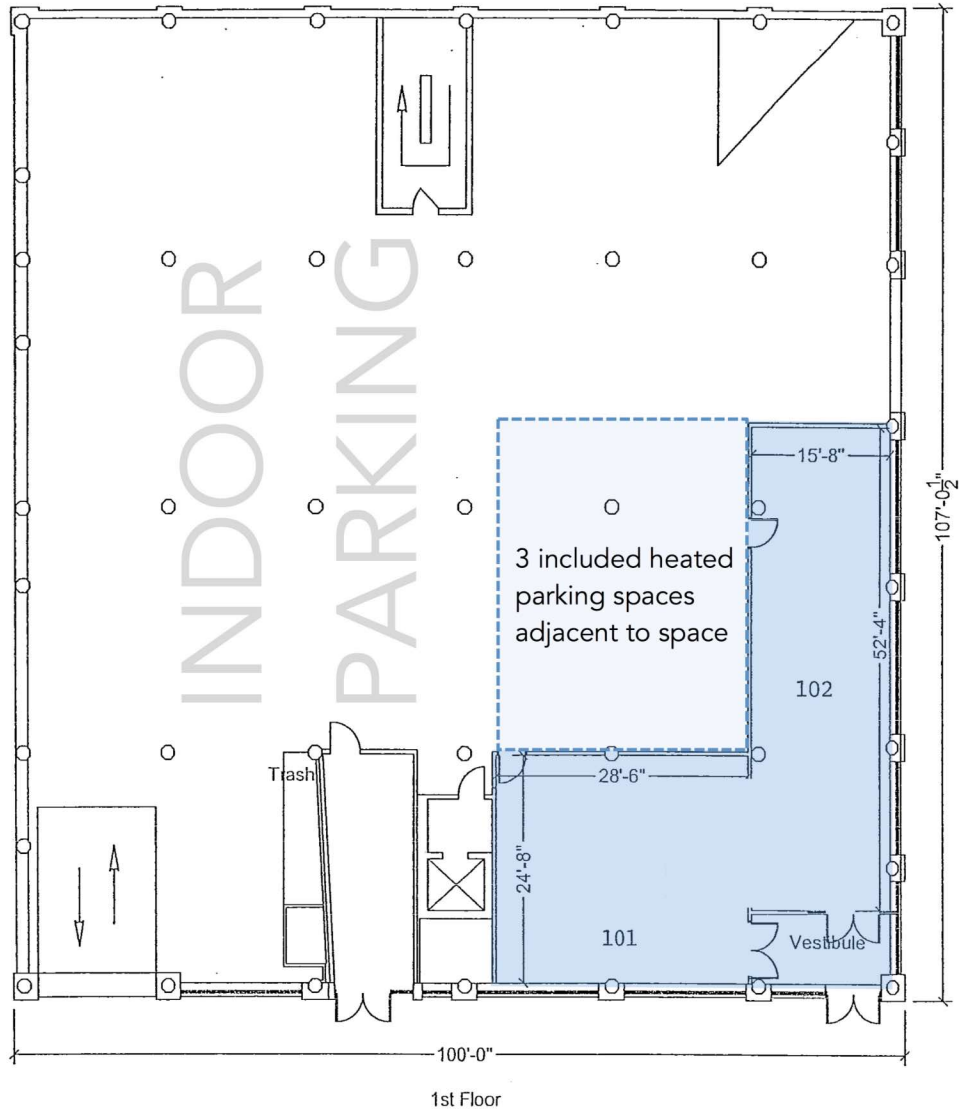 INDOOR
PARKING
15'-8"
107'-0 1/2"
3 included heated
parking spaces
adjacent to space
52'-4"
102
Trash
28'-6"
24'-8"
101
Vestibule
100'-0"
1st Floor